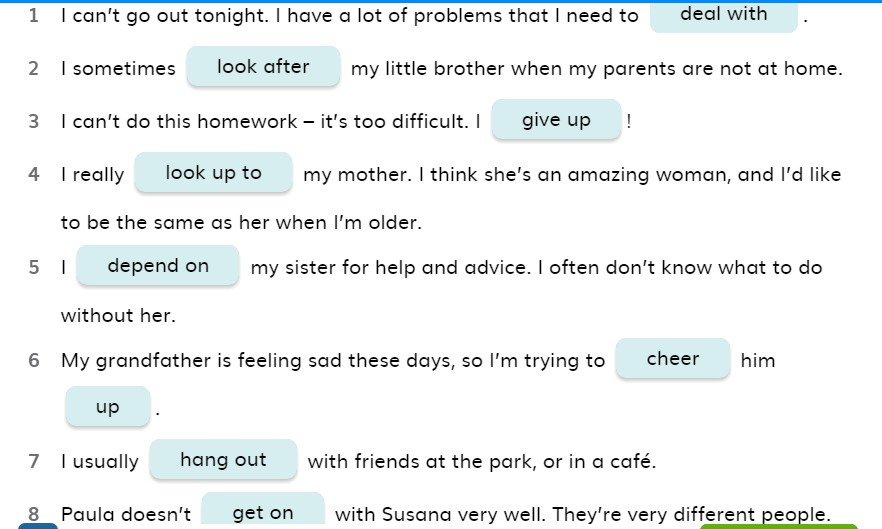 1 I can't go out tonight. I have a lot of problems that I need to deal with .
2 I sometimes look after my little brother when my parents are not at home.
3 I can't do this homework – it's too difficult. I give up !
4 I really look up to my mother. I think she's an amazing woman, and I'd like
to be the same as her when I'm older.
5 I depend on my sister for help and advice. I often don't know what to do
without her.
6 My grandfather is feeling sad these days, so I'm trying to cheer him
up .
7 I usually hang out with friends at the park, or in a café.
8 Paula doesn't get on with Susana very well. They're very different people.